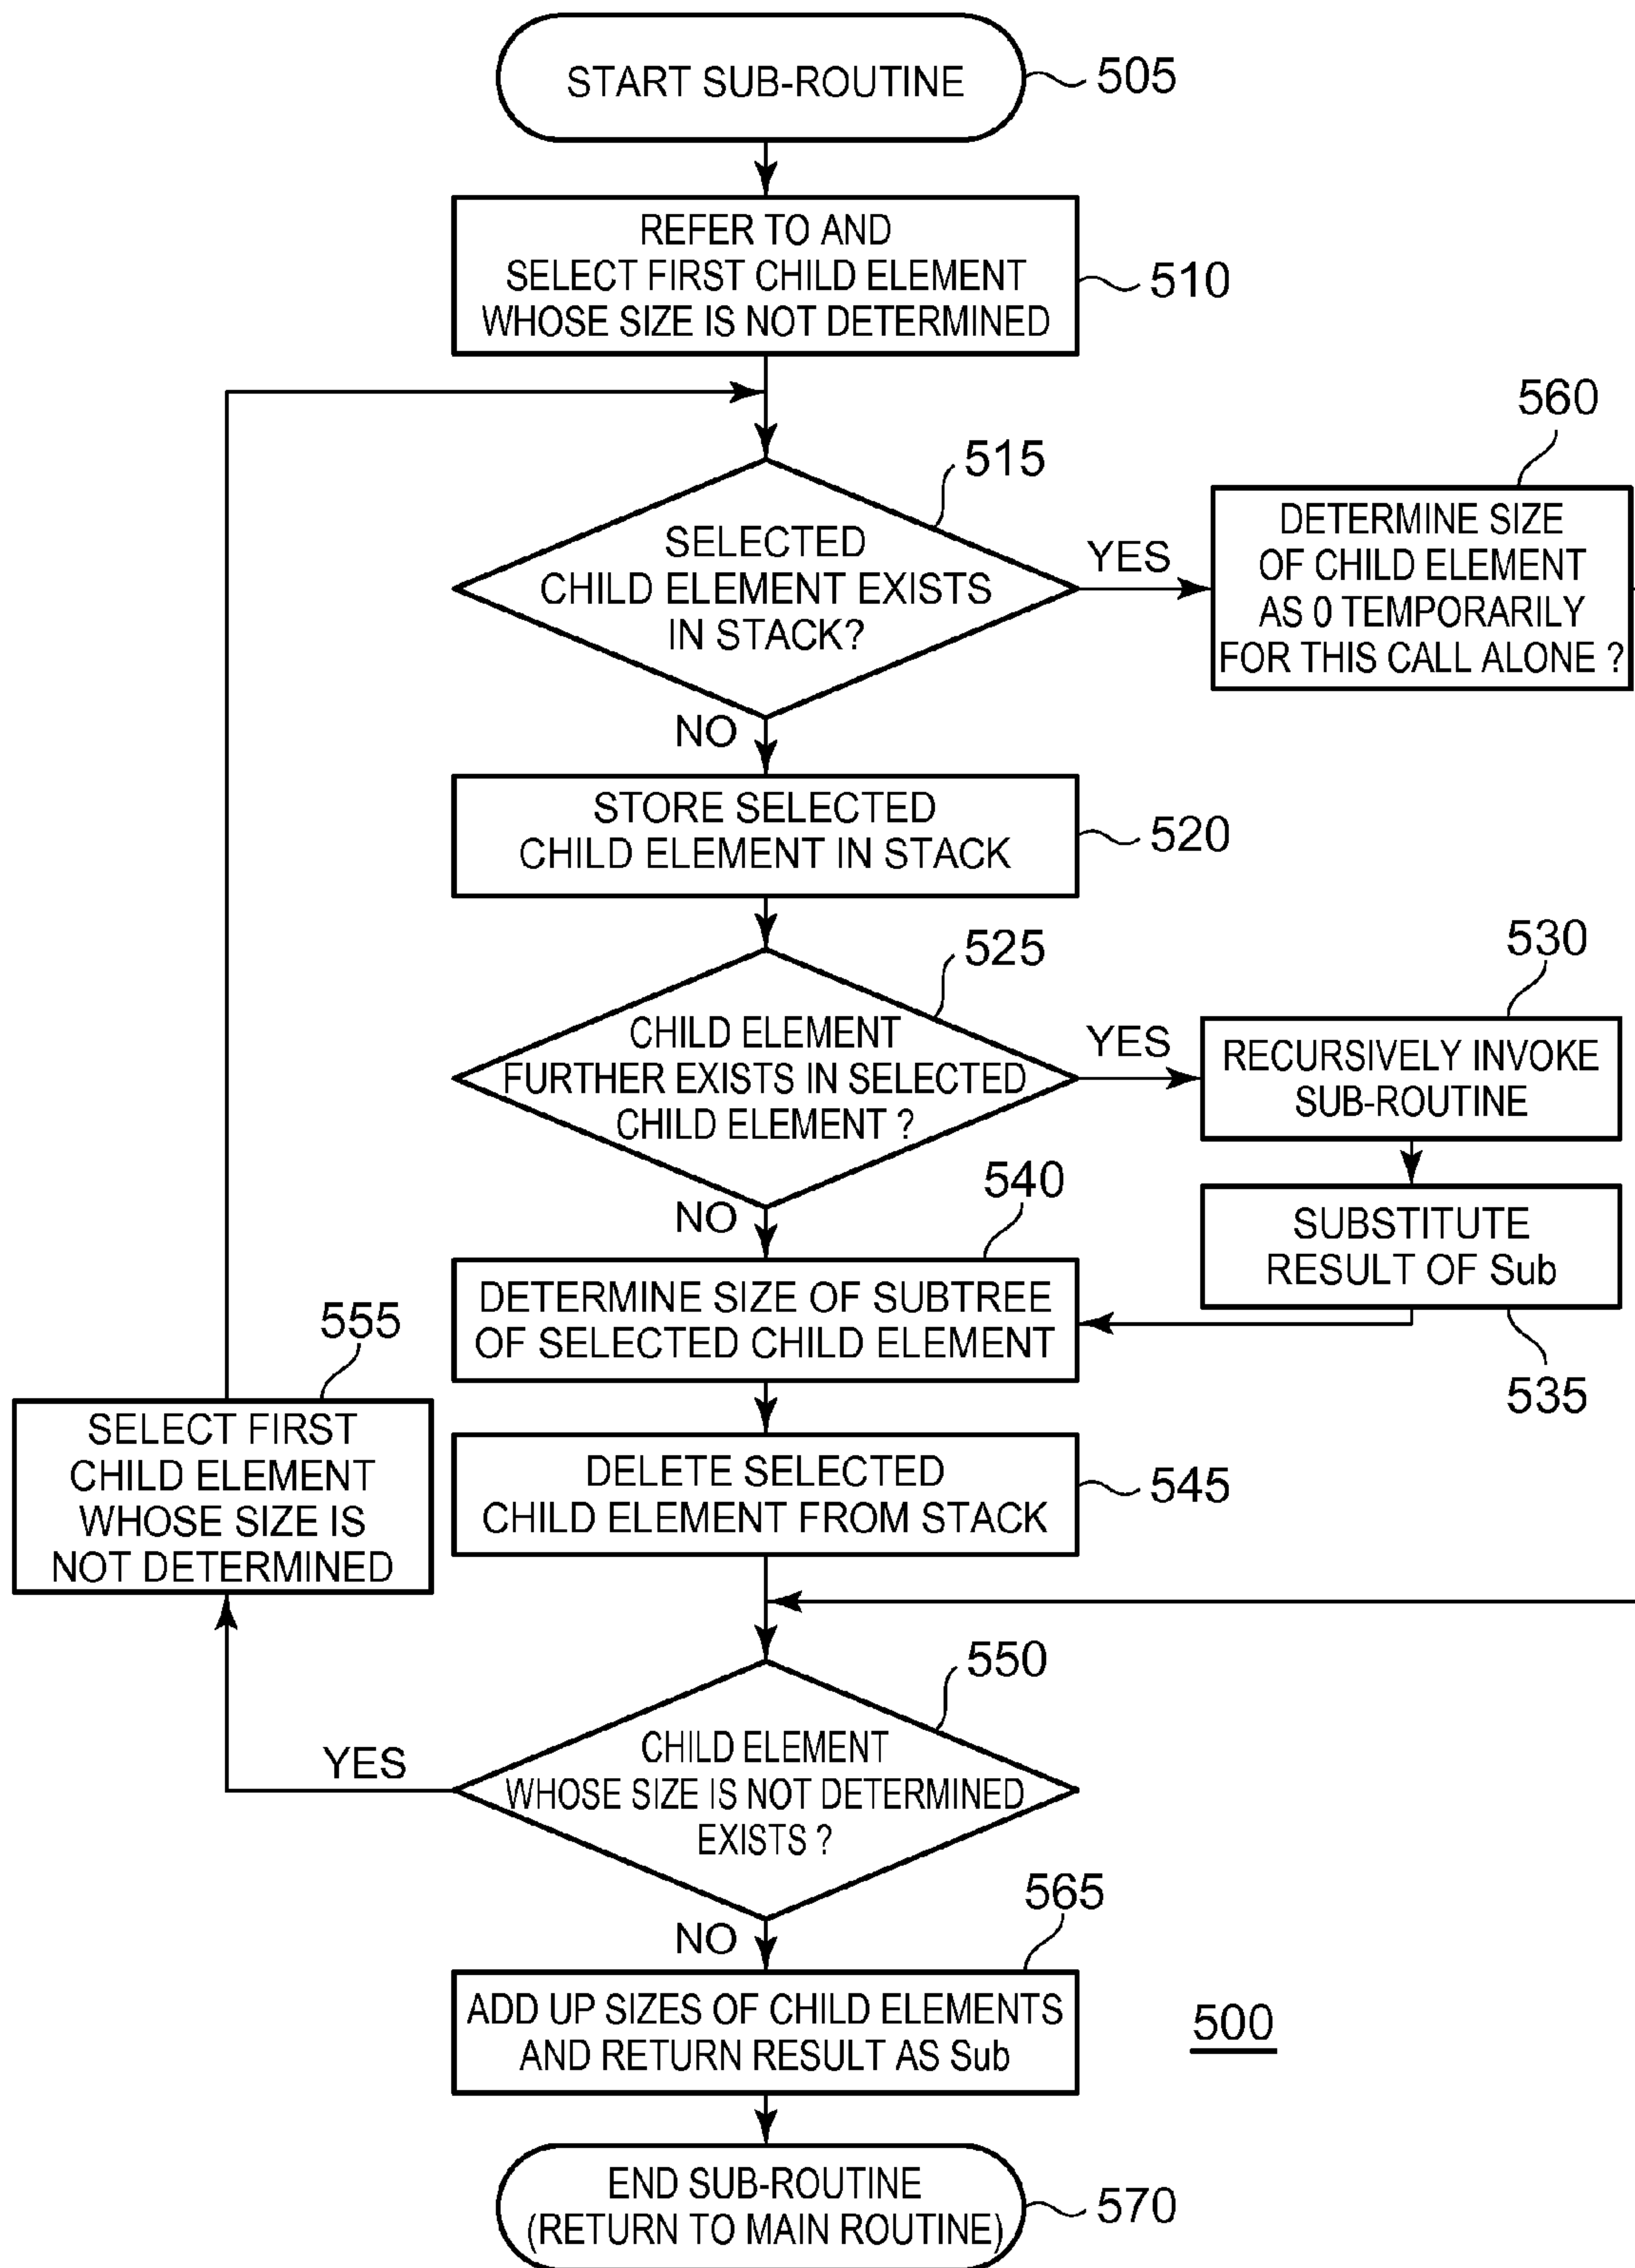 START SUB-ROUTINE
505
REFER TO AND
SELECT FIRST CHILD ELEMENT
WHOSE SIZE IS NOT DETERMINED
510
515
SELECTED
CHILD ELEMENT EXISTS
IN STACK?
YES
NO
560
DETERMINE SIZE
OF CHILD ELEMENT
AS 0 TEMPORARILY
FOR THIS CALL ALONE ?
STORE SELECTED
CHILD ELEMENT IN STACK
520
525
CHILD ELEMENT
FURTHER EXISTS IN SELECTED
CHILD ELEMENT ?
YES
NO
530
RECURSIVELY INVOKE
SUB-ROUTINE
SUBSTITUTE
RESULT OF Sub
535
540
DETERMINE SIZE OF SUBTREE
OF SELECTED CHILD ELEMENT
555
SELECT FIRST
CHILD ELEMENT
WHOSE SIZE IS
NOT DETERMINED
DELETE SELECTED
CHILD ELEMENT FROM STACK
545
550
CHILD ELEMENT
WHOSE SIZE IS NOT DETERMINED
EXISTS ?
YES
NO
565
ADD UP SIZES OF CHILD ELEMENTS
AND RETURN RESULT AS Sub
500
END SUB-ROUTINE
(RETURN TO MAIN ROUTINE)
570